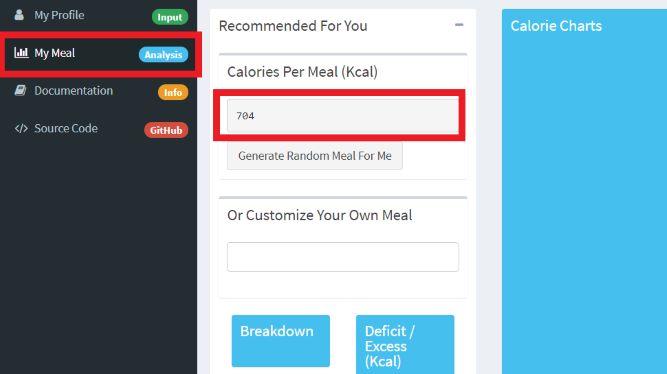 My Profile
Input
My Meal
Analysis
Documentation
Info
</> Source Code
GitHub
Recommended For You
Calories Per Meal (Kcal)
704
Generate Random Meal For Me
Or Customize Your Own Meal
Breakdown
Deficit /
Excess
(Kcal)
Calorie Charts